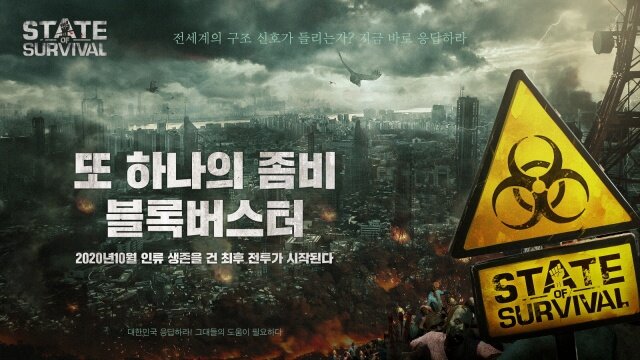 STATE
OF
SURVIVAL
전세계의 구조 신호가 들리는가? 지금 바로 응답하라
또 하나의 좀비
블록버스터
2020년10월 인류 생존을 건 최후 전투가 시작된다
대한민국 응답하라! 그대들의 도움이 필요하다
STATE
OF
SURVIVAL